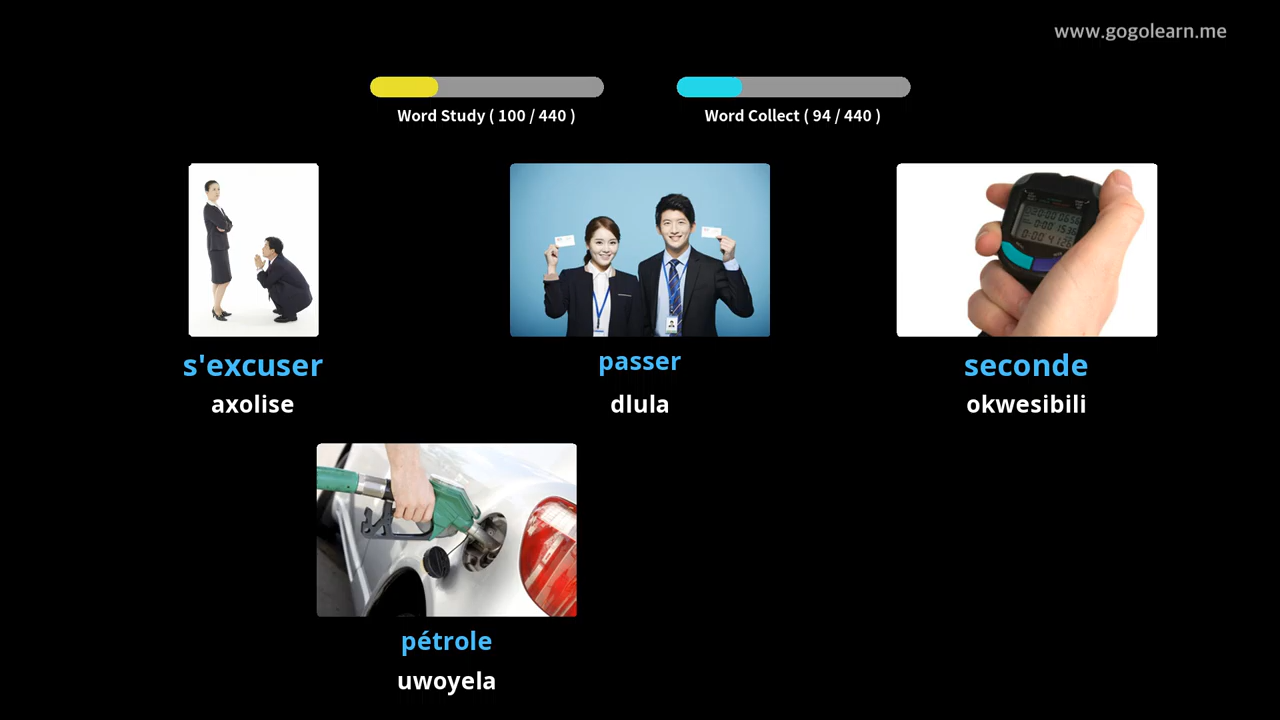 www.gogolearn.me
Word Study ( 100 / 440 )
Word Collect ( 94 / 440 )
s'excuser
axolise
passer
dlula
seconde
okwesibili
pétrole
uwoyela